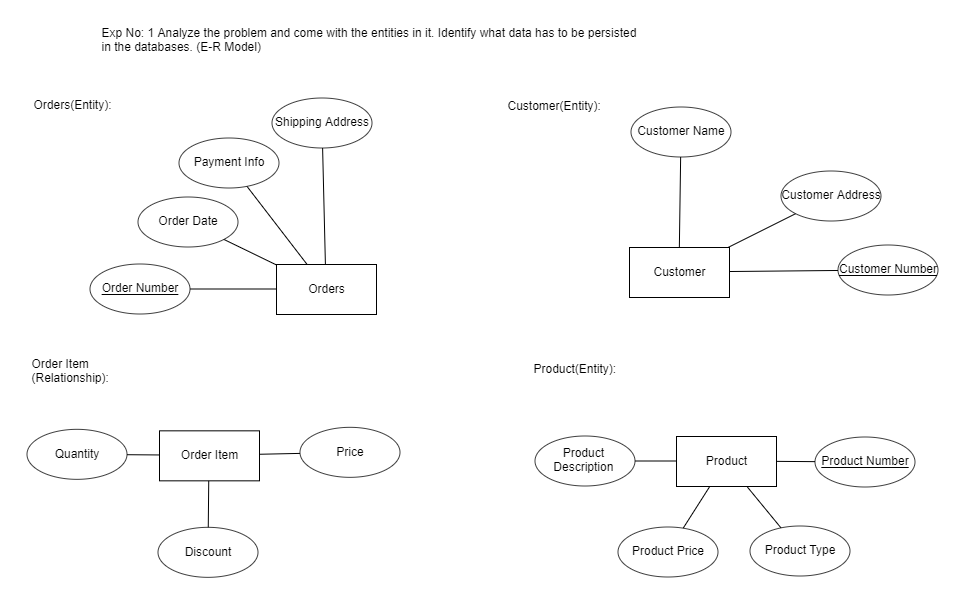 Exp No: 1 Analyze the problem and come with the entities in it. Identify what data has to be persisted
in the databases. (E-R Model)
Orders(Entity):
Shipping Address
Payment Info
Order Date
Order Number
Orders
Customer(Entity):
Customer Name
Customer Address
Customer
Customer Number
Order Item
(Relationship):
Quantity
Order Item
Price
Discount
Product(Entity):
Product
Description
Product
Product Number
Product Price
Product Type